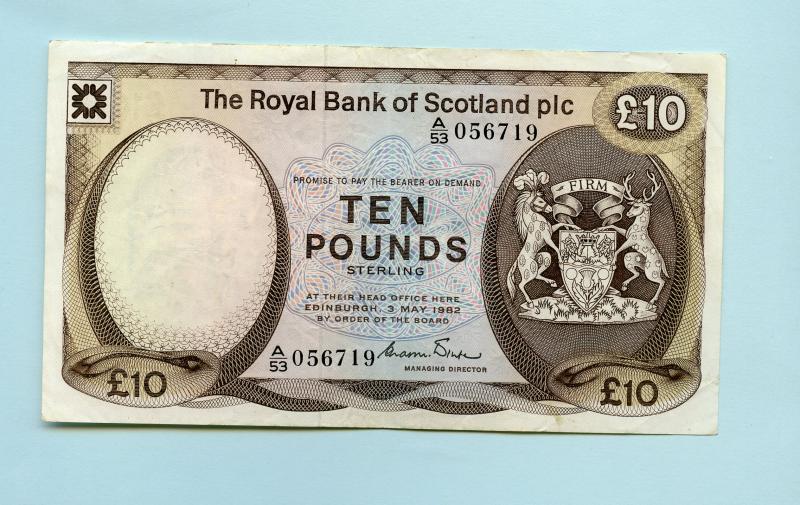 The Royal Bank of Scotland plc
£10
A/53 056719
PROMISE TO PAY THE BEARER ON DEMAND
TEN
POUNDS
STERLING
FIRM
AT THEIR HEAD OFFICE HERE
EDINBURGH, 3 MAY 1982
BY ORDER OF THE BOARD
A/53 056719
MANAGING DIRECTOR
£10
£10